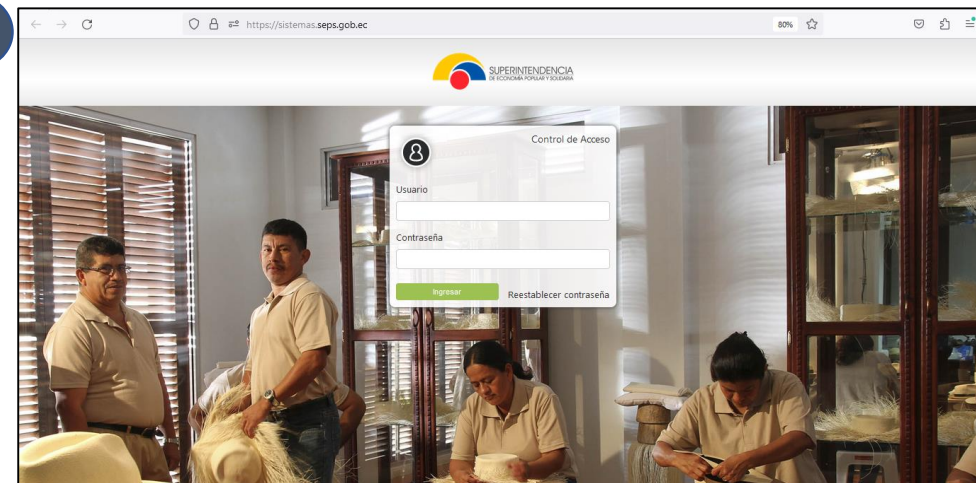 https://sistemas.seps.gob.ec
80%
SUPERINTENDENCIA
DE ECONOMÍA POPULAR Y SOLIDARIA
Control de Acceso
Usuario
Contraseña
Ingresar
Reestablecer contraseña